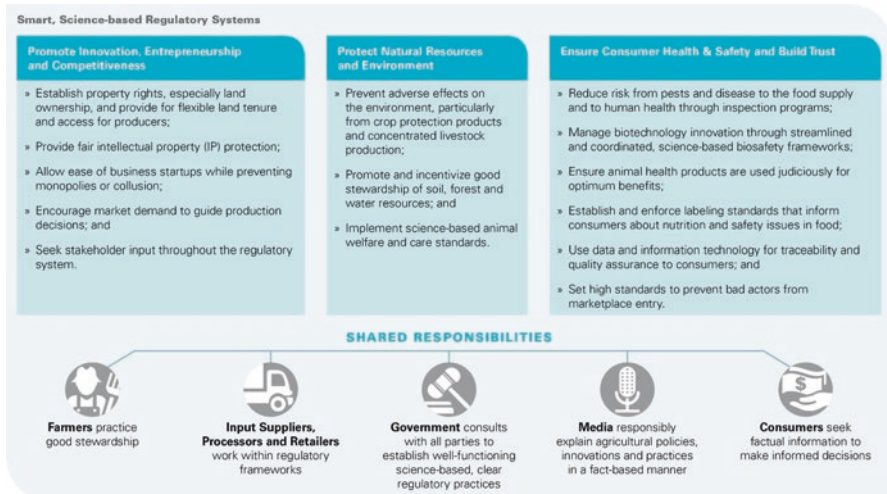 Smart, Science-based Regulatory Systems
Promote Innovation, Entrepreneurship
and Competitiveness
» Establish property rights, especially land
ownership, and provide for flexible land tenure
and access for producers;
» Provide fair intellectual property (IP) protection;
» Allow ease of business startups while preventing
monopolies or collusion;
» Encourage market demand to guide production
decisions; and
» Seek stakeholder input throughout the regulatory
system.
Protect Natural Resources
and Environment
» Prevent adverse effects on
the environment, particularly
from crop protection products
and concentrated livestock
production;
» Promote and incentivize good
stewardship of soil, forest and
water resources; and
» Implement science-based animal
welfare and care standards.
Ensure Consumer Health & Safety and Build Trust
» Reduce risk from pests and disease to the food supply
and to human health through inspection programs;
» Manage biotechnology innovation through streamlined
and coordinated, science-based biosafety frameworks;
» Ensure animal health products are used judiciously for
optimum benefits;
» Establish and enforce labeling standards that inform
consumers about nutrition and safety issues in food;
» Use data and information technology for traceability and
quality assurance to consumers; and
» Set high standards to prevent bad actors from
marketplace entry.
SHARED RESPONSIBILITIES
Farmers practice
good stewardship
Input Suppliers,
Processors and Retailers
work within regulatory
frameworks
Government consults
with all parties to
establish well-functioning
science-based, clear
regulatory practices
Media responsibly
explain agricultural policies,
innovations and practices
in a fact-based manner
$
Consumers seek
factual information to
make informed decisions